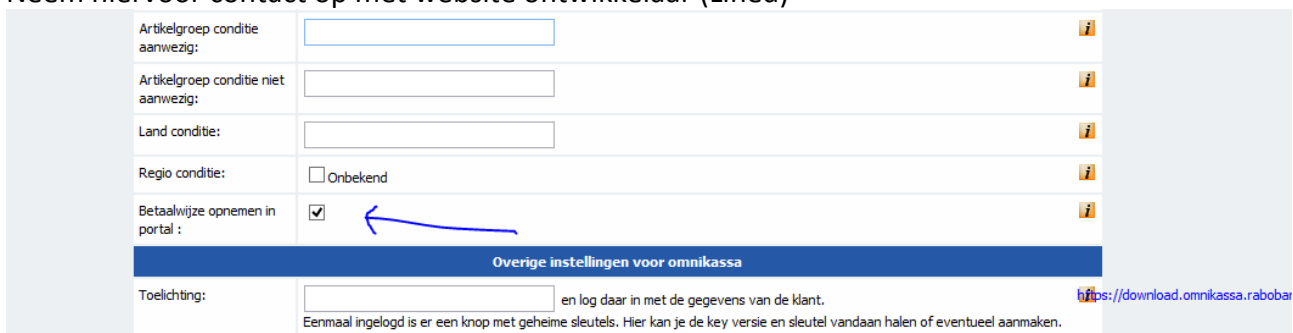 Neem hiervoor contact op met website ontwikkelaar (Lined)
Artikelgroep conditie
aanwezig:
Artikelgroep conditie niet
aanwezig:
Land conditie:
Regio conditie:
Onbekend
Betaalwijze opnemen in
portal :
Overige instellingen voor omnikassa
Toelichting:
en log daar in met de gegevens van de klant.
https://download.omnikassa.raboban
Eenmaal ingelogd is er een knop met geheime sleutels. Hier kan je de key versie en sleutel vandaan halen of eventueel aanmaken.